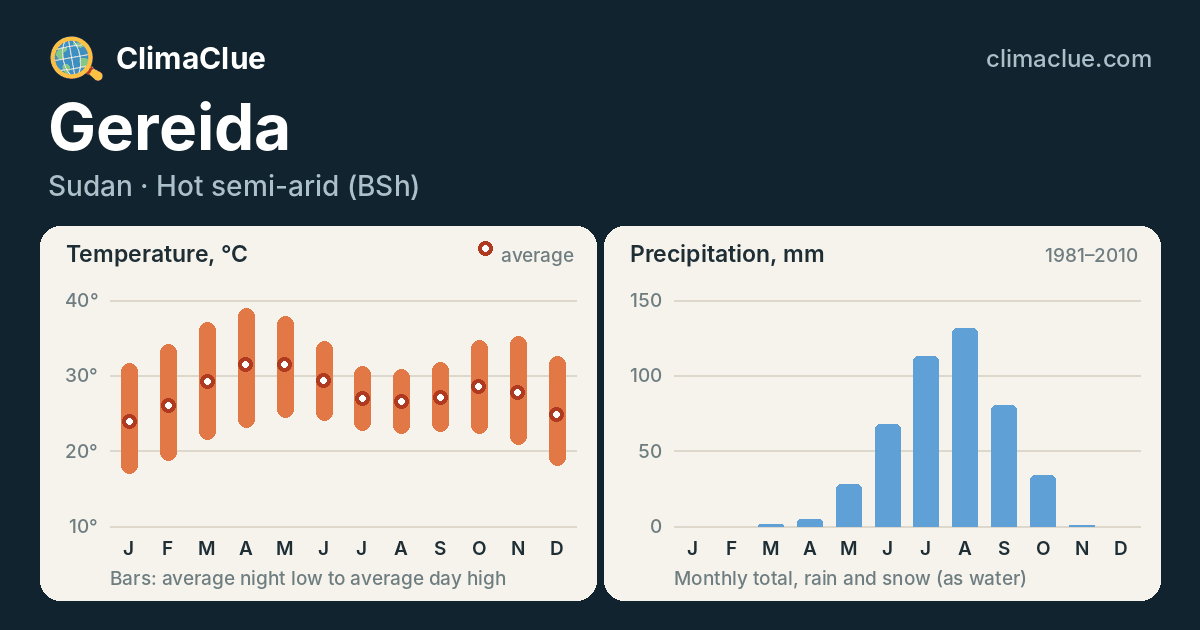 ClimaClue
climaclue.com
Gereida
Sudan · Hot semi-arid (BSh)
Temperature, °C
average
40°
30°
20°
10°
J F M A M J J A S O N D
Bars: average night low to average day high
Precipitation, mm
1981–2010
150
100
50
0
J F M A M J J A S O N D
Monthly total, rain and snow (as water)